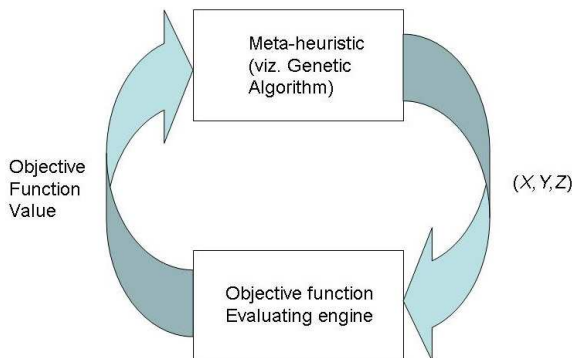 Meta-heuristic
(viz. Genetic
Algorithm)
Objective
Function
Value
(X,Y,Z)
Objective function
Evaluating engine